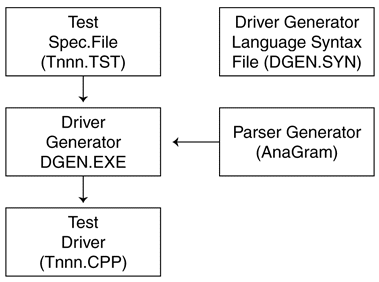 Test
Spec.File
(Tnnn.TST)
Driver Generator
Language Syntax
File (DGEN.SYN)
Driver
Generator
DGEN.EXE
Parser Generator
(AnaGram)
Test
Driver
(Tnnn.CPP)